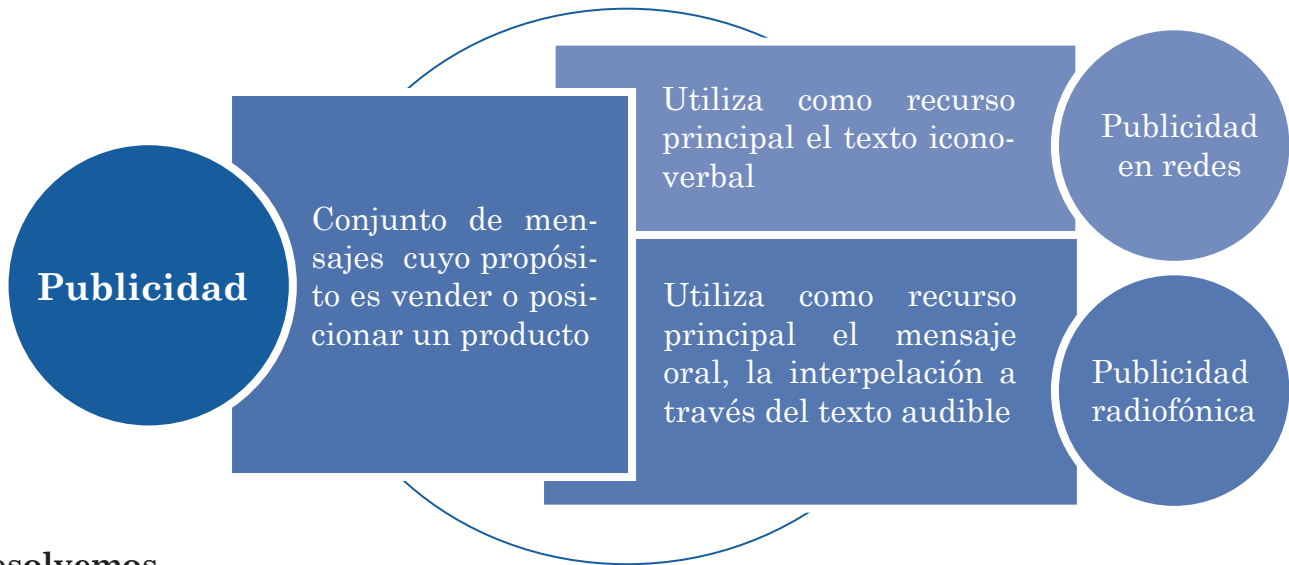 Publicidad
Conjunto de men-
sajes cuyo propósi-
to es vender o posi-
cionar un producto
Utiliza como recurso
principal el texto icono-
verbal
Publicidad
en redes
Utiliza como recurso
principal el mensaje
oral, la interpelación a
través del texto audible
Publicidad
radiofónica